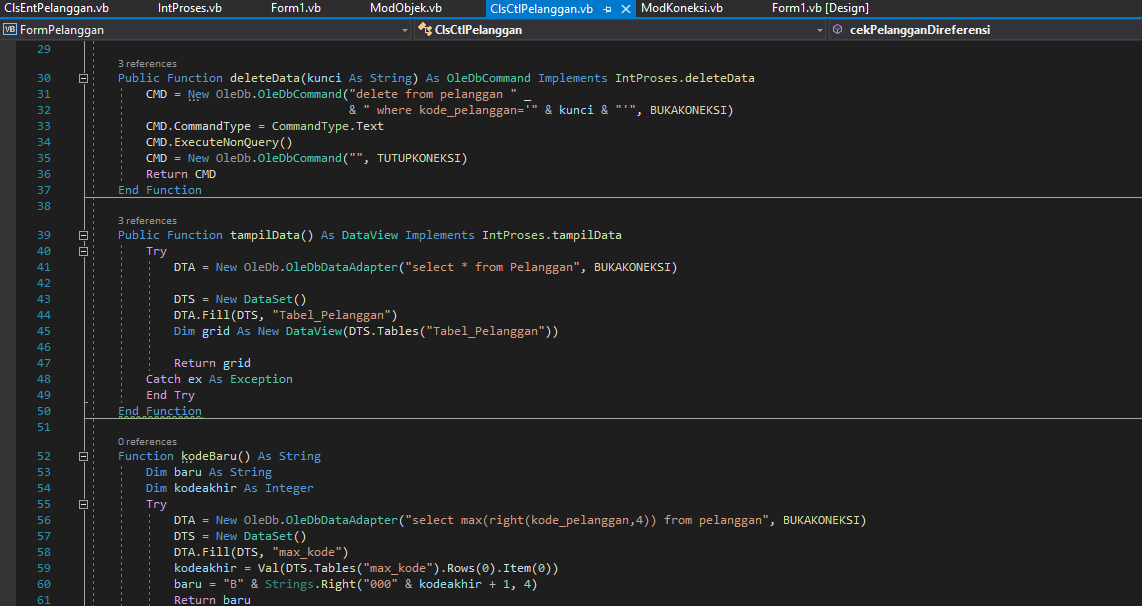 ClsEntPelanggan.vb IntProses.vb Form1.vb ModObjek.vb ClsCtlPelanggan.vb ModKoneksi.vb Form1.vb [Design]
VB FormPelanggan ClsCtlPelanggan cekPelangganDireferensi
29
3 references
30 Public Function deleteData(kunci As String) As OleDbCommand Implements IntProses.deleteData
31 CMD = New OleDb.OleDbCommand("delete from pelanggan " _
32 & " where kode_pelanggan='" & kunci & "'", BUKAKONEKSI)
33 CMD.CommandType = CommandType.Text
34 CMD.ExecuteNonQuery()
35 CMD = New OleDb.OleDbCommand("", TUTUPKONEKSI)
36 Return CMD
37 End Function
38
3 references
39 Public Function tampilData() As DataView Implements IntProses.tampilData
40 Try
41 DTA = New OleDb.OleDbDataAdapter("select * from Pelanggan", BUKAKONEKSI)
42
43 DTS = New DataSet()
44 DTA.Fill(DTS, "Tabel_Pelanggan")
45 Dim grid As New DataView(DTS.Tables("Tabel_Pelanggan"))
46
47 Return grid
48 Catch ex As Exception
49 End Try
50 End Function
51
0 references
52 Function kodeBaru() As String
53 Dim baru As String
54 Dim kodeakhir As Integer
55 Try
56 DTA = New OleDb.OleDbDataAdapter("select max(right(kode_pelanggan,4)) from pelanggan", BUKAKONEKSI)
57 DTS = New DataSet()
58 DTA.Fill(DTS, "max_kode")
59 kodeakhir = Val(DTS.Tables("max_kode").Rows(0).Item(0))
60 baru = "B" & Strings.Right("000" & kodeakhir + 1, 4)
61 Return baru